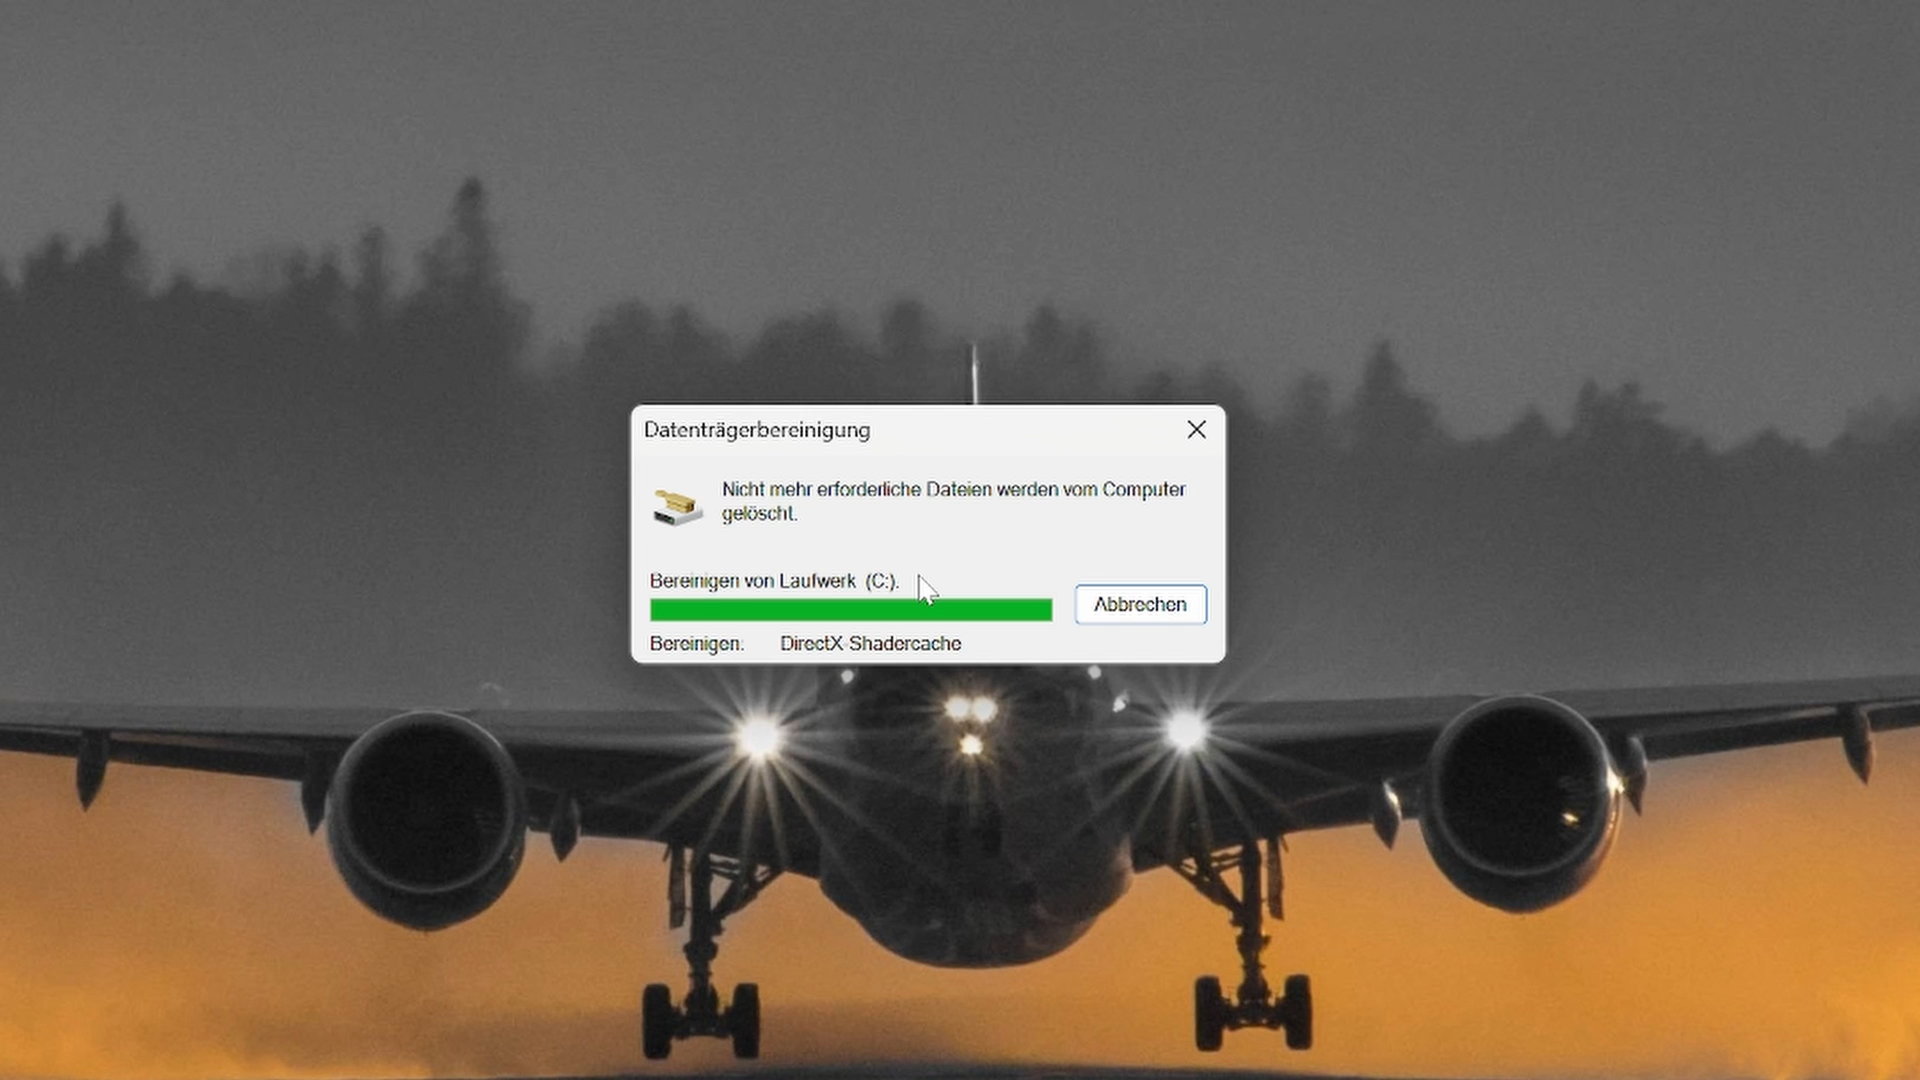 Datenträgerbereinigung
Nicht mehr erforderliche Dateien werden vom Computer
gelöscht.
Bereinigen von Laufwerk (C:).
Abbrechen
Bereinigen: DirectX-Shadercache